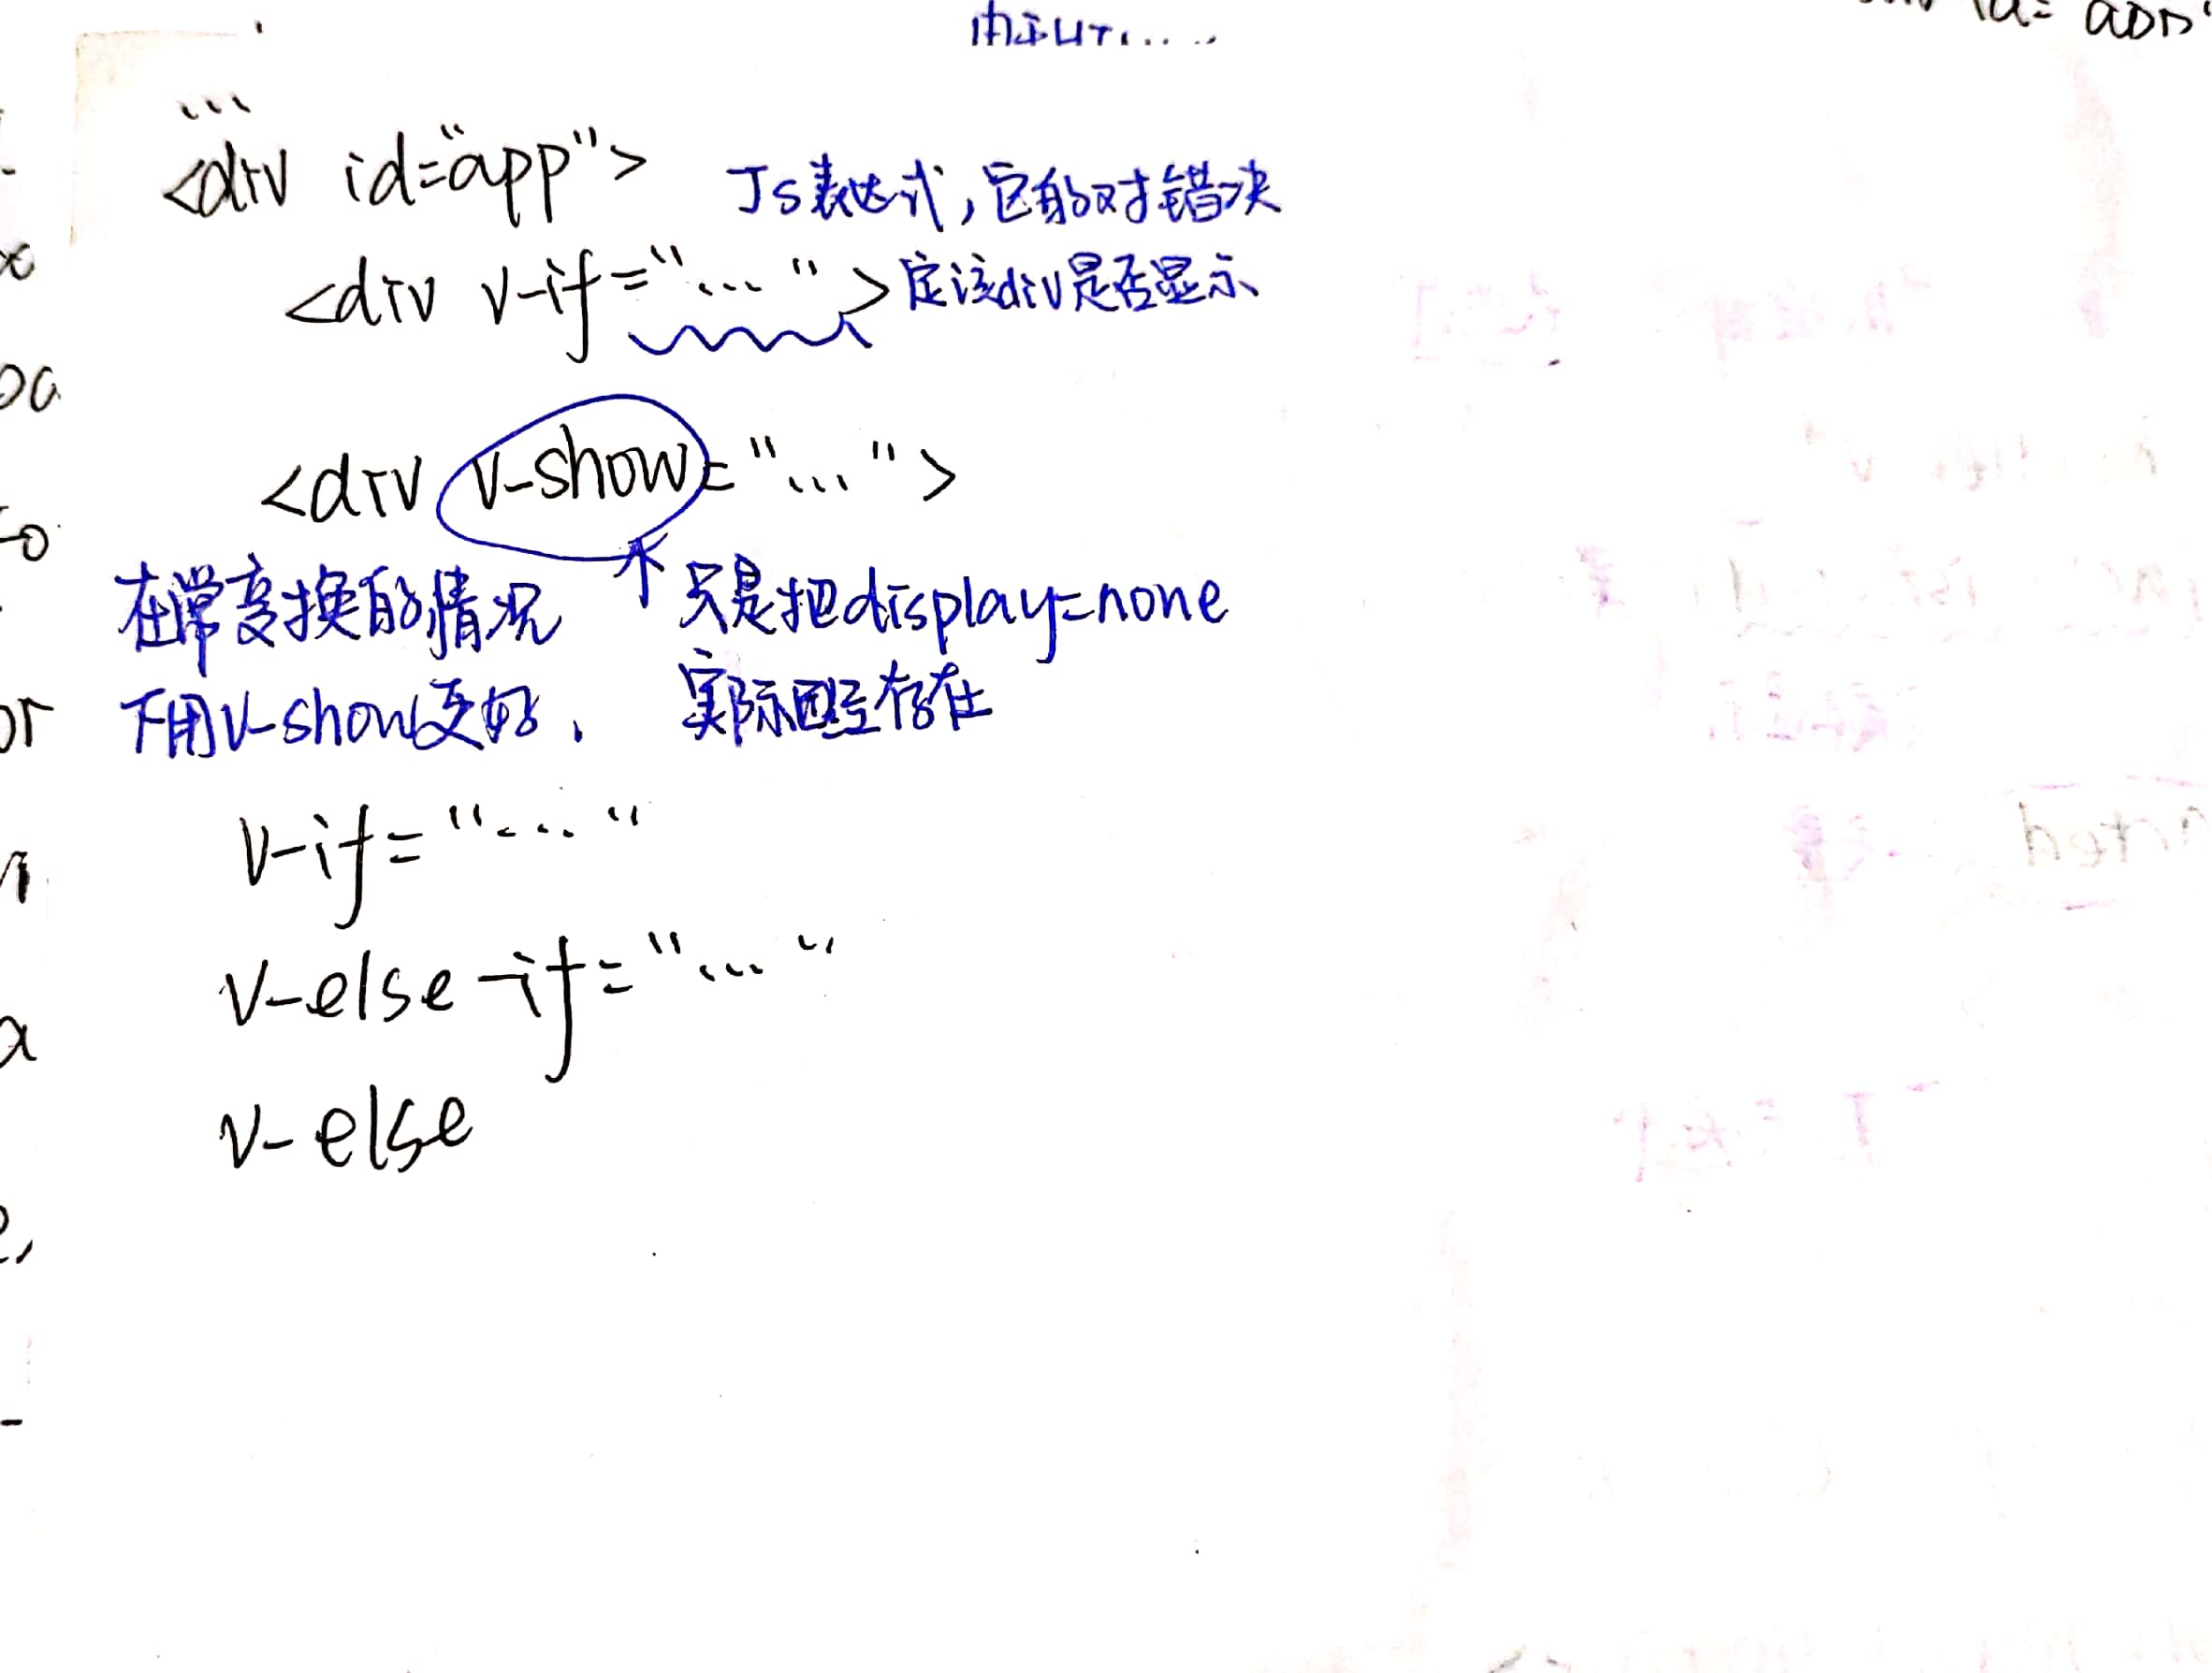 ...
<div id="app">
JS表达式,它的对错决
<div v-if="..."> 定该div是否显示
<div v-show="...">
在常变换的情况
只是把display=none
下用v-show更好,
实际已经存在
v-if="..."
v-else-if="..."
v-else